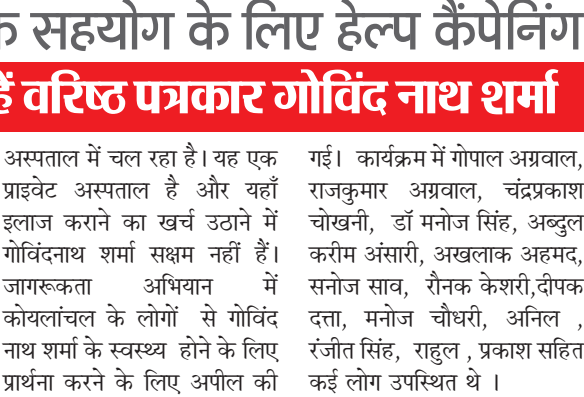 सहयोग के लिए हेल्प कैंपेनिंग
हैं वरिष्ठ पत्रकार गोविंद नाथ शर्मा
अस्पताल में चल रहा है। यह एक
प्राइवेट अस्पताल है और यहाँ
इलाज कराने का खर्च उठाने में
गोविंदनाथ शर्मा सक्षम नहीं हैं।
जागरूकता अभियान में
कोयलांचल के लोगों से गोविंद
नाथ शर्मा के स्वस्थ्य होने के लिए
प्रार्थना करने के लिए अपील की
गई। कार्यक्रम में गोपाल अग्रवाल,
राजकुमार अग्रवाल, चंद्रप्रकाश
चोखनी, डॉ मनोज सिंह, अब्दुल
करीम अंसारी, अखलाक अहमद,
सनोज साव, रौनक केशरी,दीपक
दत्ता, मनोज चौधरी, अनिल ,
रंजीत सिंह, राहुल , प्रकाश सहित
कई लोग उपस्थित थे ।